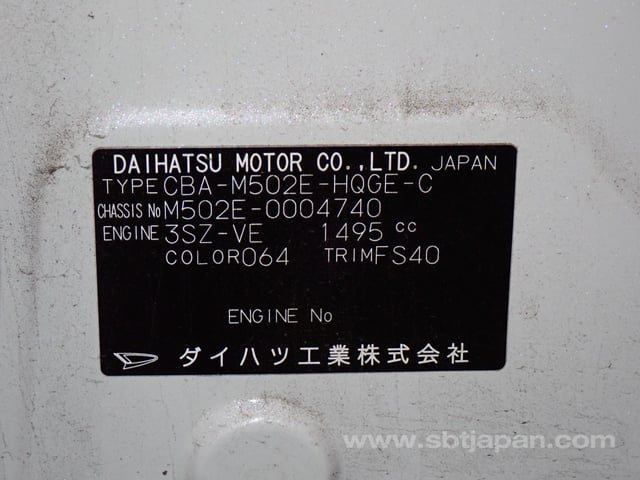 DAIHATSU MOTOR CO.,LTD. JAPAN
TYPE CBA-M502E-HQGE-C
CHASSIS No M502E-0004740
ENGINE 3SZ-VE 1495 cc
COLOR 064 TRIM FS40
ENGINE No
ダイハツ工業株式会社
www.sbtjapan.com